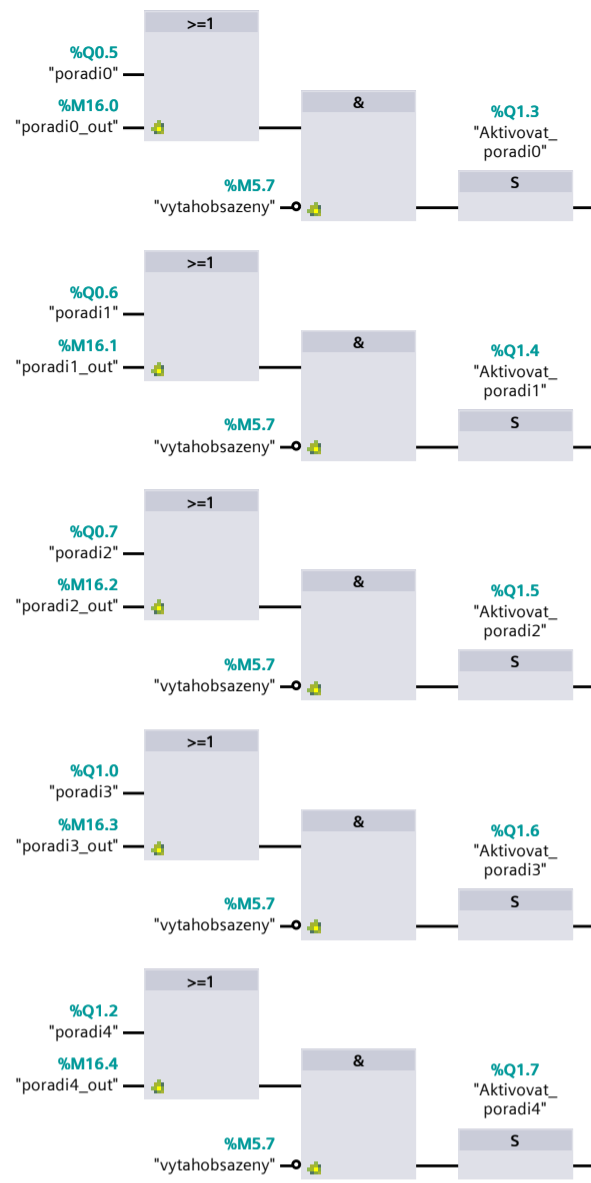 >=1
%Q0.5
"poradi0"
%M16.0
"poradi0_out"
&
%M5.7
"vytahobsazeny"
%Q1.3
"Aktivovat_
poradi0"
S
>=1
%Q0.6
"poradi1"
%M16.1
"poradi1_out"
&
%M5.7
"vytahobsazeny"
%Q1.4
"Aktivovat_
poradi1"
S
>=1
%Q0.7
"poradi2"
%M16.2
"poradi2_out"
&
%M5.7
"vytahobsazeny"
%Q1.5
"Aktivovat_
poradi2"
S
>=1
%Q1.0
"poradi3"
%M16.3
"poradi3_out"
&
%M5.7
"vytahobsazeny"
%Q1.6
"Aktivovat_
poradi3"
S
>=1
%Q1.2
"poradi4"
%M16.4
"poradi4_out"
&
%M5.7
"vytahobsazeny"
%Q1.7
"Aktivovat_
poradi4"
S